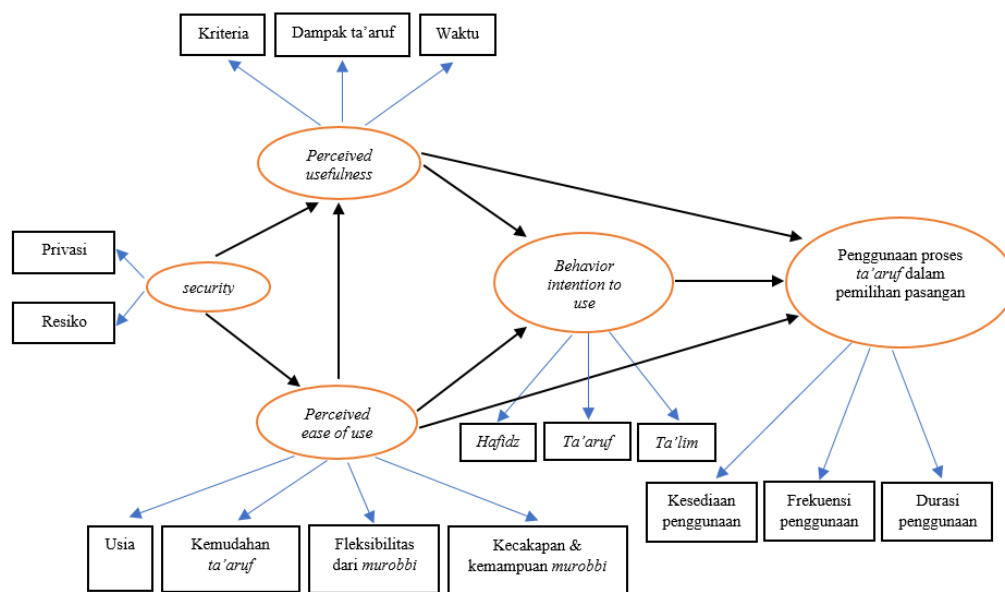 Kriteria
Dampak ta’aruf
Waktu
Perceived
usefulness
Privasi
Resiko
security
Behavior
intention to
use
Penggunaan proses
ta’aruf dalam
pemilihan pasangan
Perceived
ease of use
Hafidz
Ta’aruf
Ta’lim
Kesediaan
penggunaan
Frekuensi
penggunaan
Durasi
penggunaan
Usia
Kemudahan
ta’aruf
Fleksibilitas
dari murobbi
Kecakapan &
kemampuan murobbi